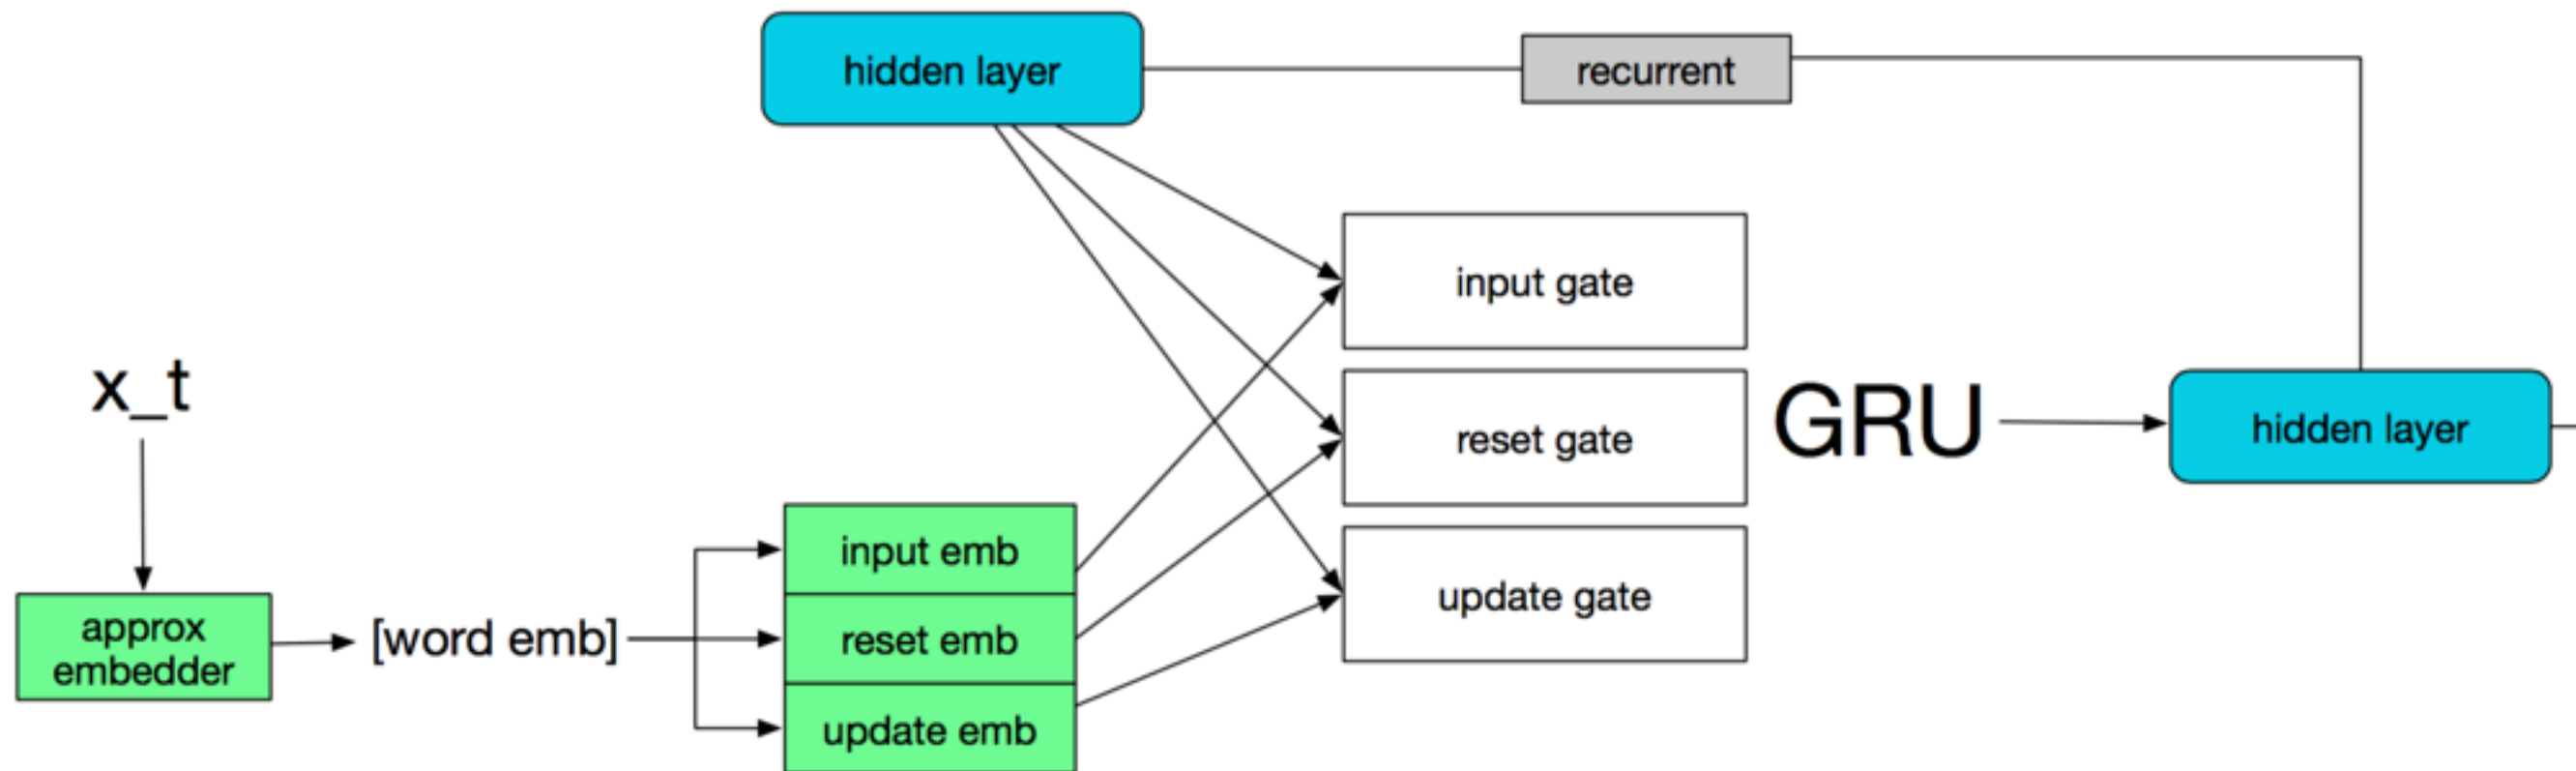 hidden layer
recurrent
input gate
x_t
reset gate
GRU
hidden layer
input emb
approx
embedder
[word emb]
reset emb
update gate
update emb